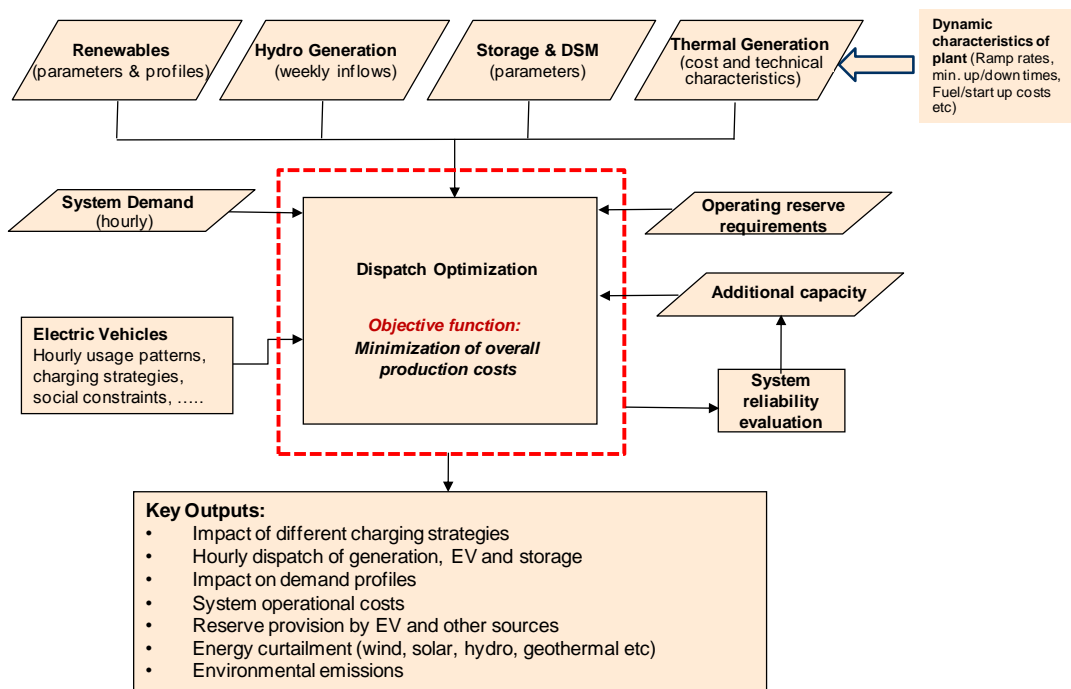 Renewables
(parameters & profiles)
Hydro Generation
(weekly inflows)
Storage & DSM
(parameters)
Thermal Generation
(cost and technical
characteristics)
Dynamic
characteristics of
plant (Ramp rates,
min. up/down times,
Fuel/start up costs
etc)
System Demand
(hourly)
Operating reserve
requirements
Dispatch Optimization
Objective function:
Minimization of overall
production costs
Additional capacity
Electric Vehicles
Hourly usage patterns,
charging strategies,
social constraints, …..
System
reliability
evaluation
Key Outputs:
• Impact of different charging strategies
• Hourly dispatch of generation, EV and storage
• Impact on demand profiles
• System operational costs
• Reserve provision by EV and other sources
• Energy curtailment (wind, solar, hydro, geothermal etc)
• Environmental emissions